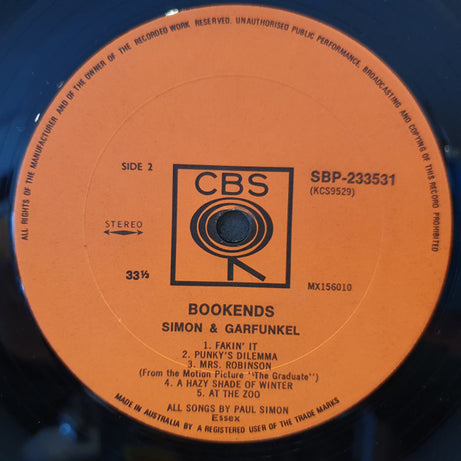 ALL RIGHTS OF THE MANUFACTURER AND OF THE OWNER OF THE RECORDED WORK RESERVED. UNAUTHORISED PUBLIC PERFORMANCE, BROADCASTING AND COPYING OF THIS RECORD PROHIBITED
SIDE 2
CBS
SBP-233531
(KCS9529)
STEREO
33⅓
MX156010
BOOKENDS
SIMON & GARFUNKEL
1. FAKIN' IT
2. PUNKY'S DILEMMA
3. MRS. ROBINSON
(From the Motion Picture "The Graduate")
4. A HAZY SHADE OF WINTER
5. AT THE ZOO
ALL SONGS BY PAUL SIMON
Essex
MADE IN AUSTRALIA BY A REGISTERED USER OF THE TRADE MARKS